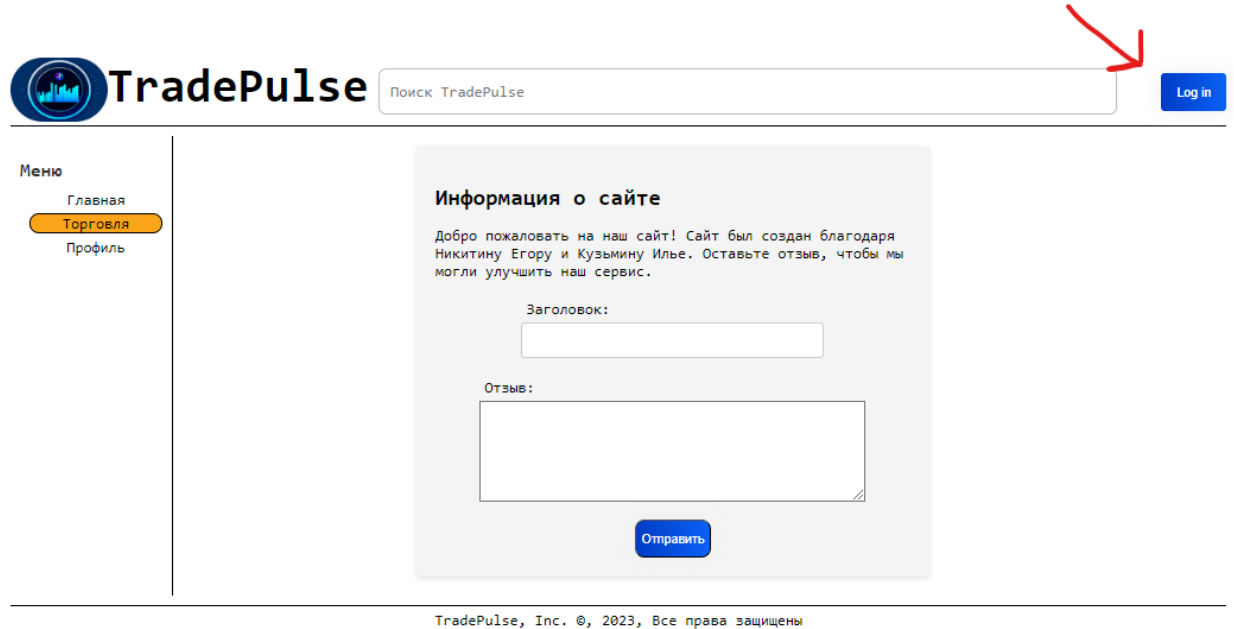 TradePulse
Поиск TradePulse
Log in
Меню
Главная
Торговля
Профиль
Информация о сайте
Добро пожаловать на наш сайт! Сайт был создан благодаря
Никитину Егору и Кузьмину Илье. Оставьте отзыв, чтобы мы
могли улучшить наш сервис.
Заголовок:
Отзыв:
Отправить
TradePulse, Inc. ©, 2023, Все права защищены